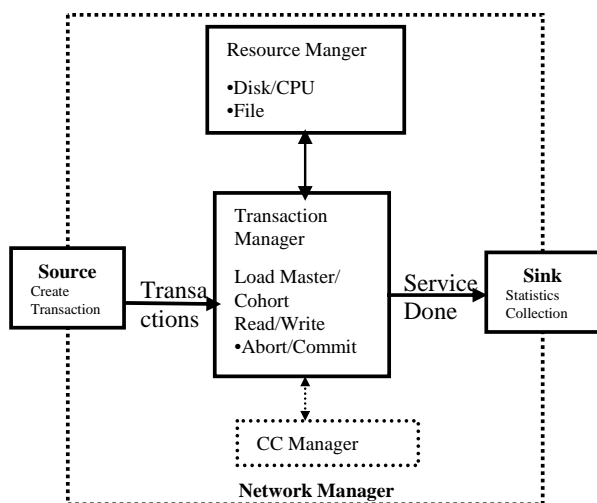 Resource Manger
•Disk/CPU
•File
Transaction
Manager
Load Master/
Cohort
Read/Write
•Abort/Commit
Source
Create
Transaction
Transa
ctions
Service
Done
Sink
Statistics
Collection
CC Manager
Network Manager